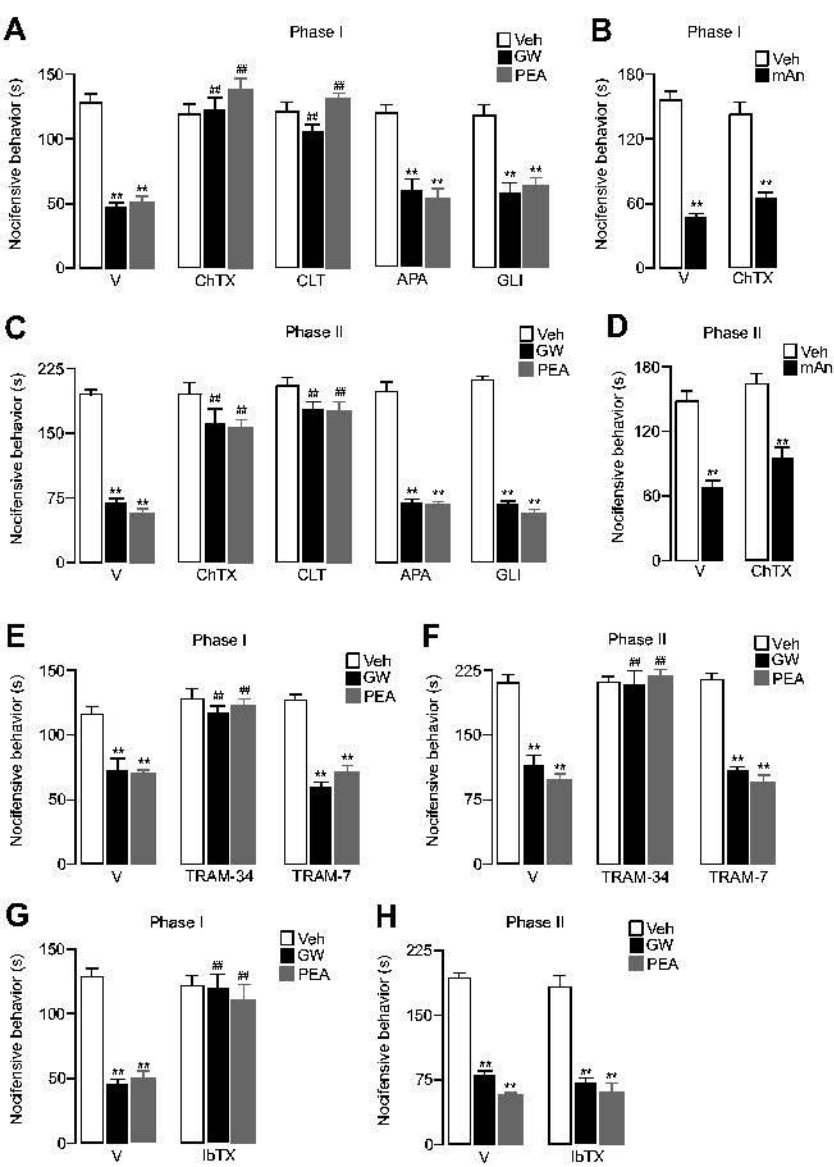 A
Phase I
Veh
GW
PEA
Nocifensive behavior (s)
150
100
50
0
## ##
## ##
** **
** **
** **
V ChTX CLT APA GLI
B
Phase I
Veh
mAn
Nocifensive behavior (s)
180
120
60
0
**
**
V ChTX
C
Phase II
Veh
GW
PEA
Nocifensive behavior (s)
225
150
75
0
** **
## ##
## ##
** **
** **
V ChTX CLT APA GLI
D
Phase II
Veh
mAn
Nocifensive behavior (s)
180
120
60
0
**
**
V ChTX
E
Phase I
Veh
GW
PEA
Nocifensive behavior (s)
150
100
50
0
** **
## ##
** **
V TRAM-34 TRAM-7
F
Phase II
Veh
GW
PEA
Nocifensive behavior (s)
225
150
75
0
** **
## ##
** **
V TRAM-34 TRAM-7
G
Phase I
Veh
GW
PEA
Nocifensive behavior (s)
150
100
50
0
** **
## ##
V IbTX
H
Phase II
Veh
GW
PEA
Nocifensive behavior (s)
225
150
75
0
** **
** **
V IbTX